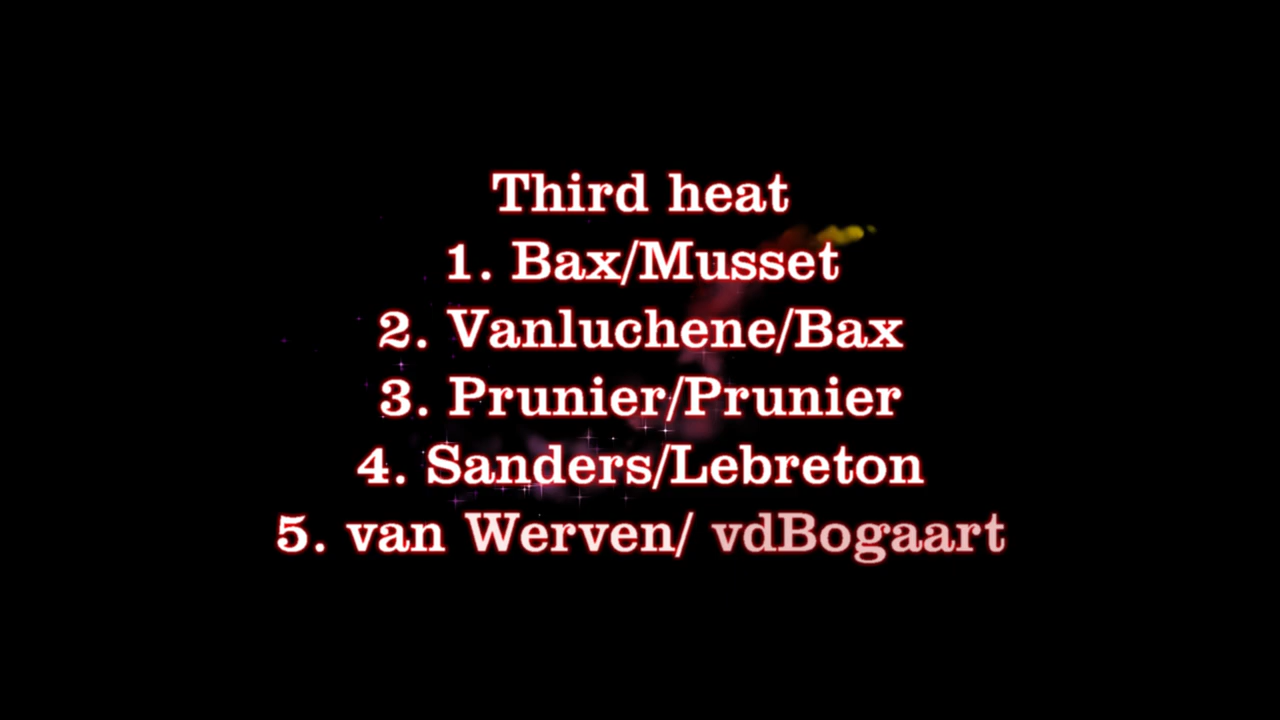 Third heat
1. Bax/Musset
2. Vanluchene/Bax
3. Prunier/Prunier
4. Sanders/Lebreton
5. van Werven/ vdBogaart